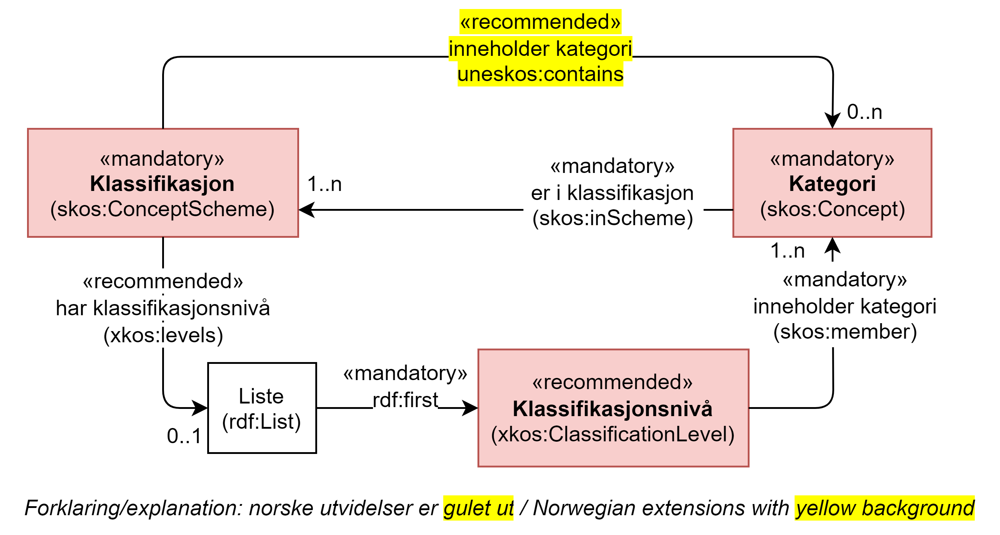 «recommended»
inneholder kategori
uneskos:contains
0..n
«mandatory»
Klassifikasjon
(skos:ConceptScheme)
1..n
«mandatory»
er i klassifikasjon
(skos:inScheme)
«mandatory»
Kategori
(skos:Concept)
1..n
«recommended»
har klassifikasjonsnivå
(xkos:levels)
«mandatory»
inneholder kategori
(skos:member)
0..1
Liste
(rdf:List)
«mandatory»
rdf:first
«recommended»
Klassifikasjonsnivå
(xkos:ClassificationLevel)
Forklaring/explanation: norske utvidelser er gulet ut / Norwegian extensions with yellow background